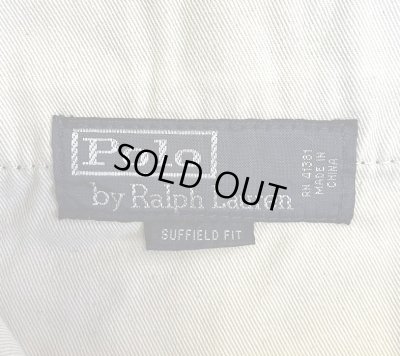 Polo
by Ralph Lauren
RN 41381
MADE IN
CHINA
SUFFIELD FIT
SOLD OUT